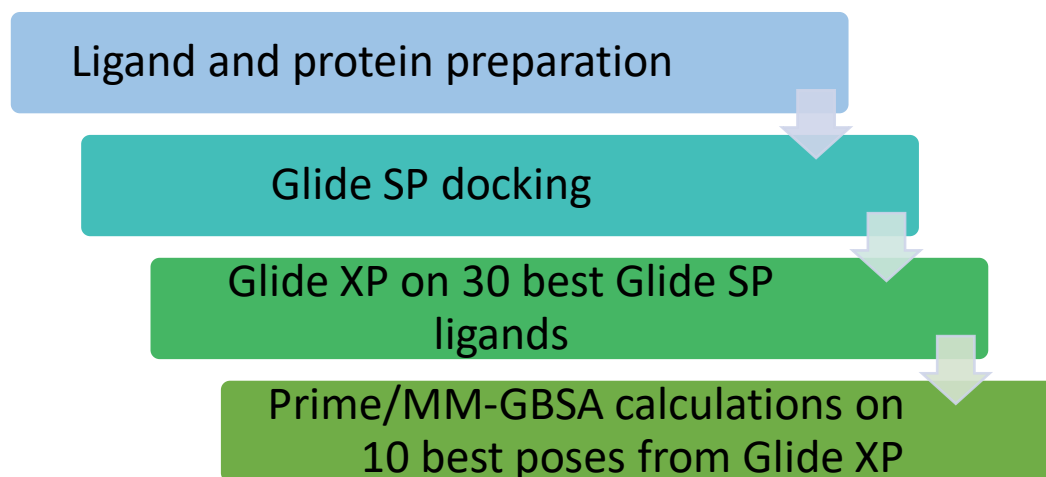 Ligand and protein preparation
Glide SP docking
Glide XP on 30 best Glide SP
ligands
Prime/MM-GBSA calculations on
10 best poses from Glide XP